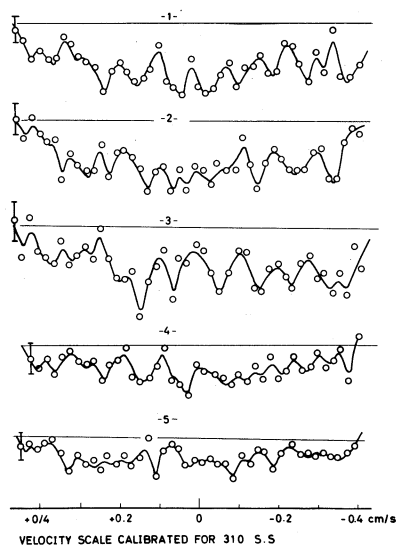 -1-
-2-
-3-
-4-
-5-
+0/4 +0.2 0 -0.2 -0.4 cm/s
VELOCITY SCALE CALIBRATED FOR 310 S.S